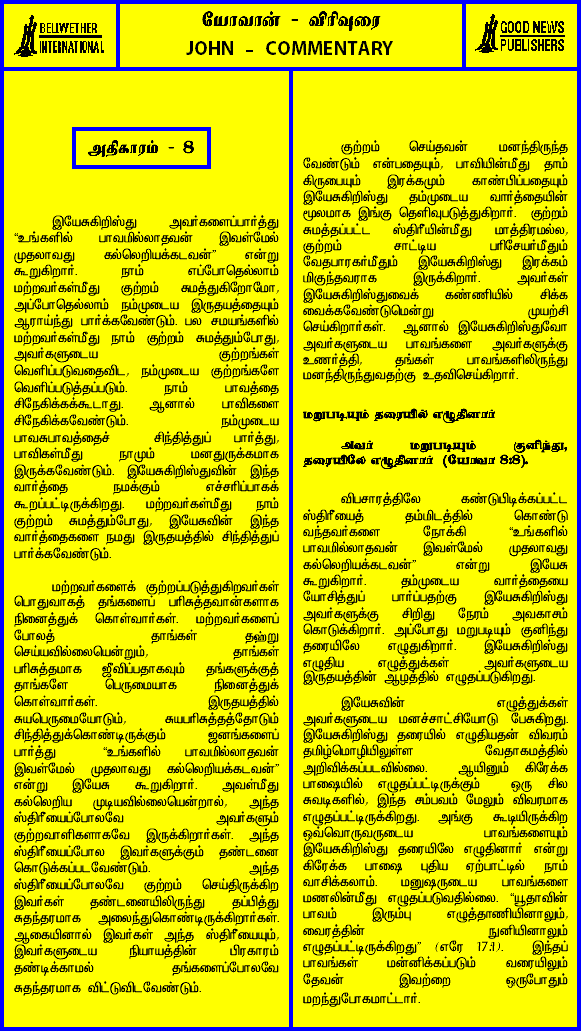 BELWETHER
INTERNATIONAL
யோவான் - விரிவுரை
JOHN - COMMENTARY
GOOD NEWS
PUBLISHERS
அதிகாரம் - 8
இயேசுகிறிஸ்து அவர்களைப்பார்த்து
“உங்களில் பாவமில்லாதவன் இவள்மேல்
முதலாவது கல்லெறியக்கடவன்” என்று
கூறுகிறார். நாம் எப்போதெல்லாம்
மற்றவர்கள்மீது குற்றம் சுமத்துகிறோமோ,
அப்போதெல்லாம் நம்முடைய இருதயத்தையும்
ஆராய்ந்து பார்க்கவேண்டும். பல சமயங்களில்
மற்றவர்கள்மீது நாம் குற்றம் சுமத்தும்போது,
அவர்களுடைய குற்றங்கள்
வெளிப்படுவதைவிட, நம்முடைய குற்றங்களே
வெளிப்படுத்தப்படும். நாம் பாவத்தை
சிநேகிக்கக்கூடாது. ஆனால் பாவிகளை
சிநேகிக்கவேண்டும். நம்முடைய
பாவசுபாவத்தைச் சிந்தித்துப் பார்த்து,
பாவிகள்மீது நாமும் மனதுருக்கமாக
இருக்கவேண்டும். இயேசுகிறிஸ்துவின் இந்த
வார்த்தை நமக்கும் எச்சரிப்பாகக்
கூறப்பட்டிருக்கிறது. மற்றவர்கள்மீது நாம்
குற்றம் சுமத்தும்போது, இயேசுவின் இந்த
வார்த்தைகளை நமது இருதயத்தில் சிந்தித்துப்
பார்க்கவேண்டும்.
மற்றவர்களைக் குற்றப்படுத்துகிறவர்கள்
பொதுவாகத் தங்களைப் பரிசுத்தவான்களாக
நினைத்துக் கொள்வார்கள். மற்றவர்களைப்
போலத் தாங்கள் தவறு
செய்யவில்லையென்றும், தாங்கள்
பரிசுத்தமாக ஜீவிப்பதாகவும் தங்களுக்குத்
தாங்களே பெருமையாக நினைத்துக்
கொள்வார்கள். இருதயத்தில்
சுயபெருமையோடும், சுயபரிசுத்தத்தோடும்
சிந்தித்துக்கொண்டிருக்கும் ஜனங்களைப்
பார்த்து “உங்களில் பாவமில்லாதவன்
இவள்மேல் முதலாவது கல்லெறியக்கடவன்”
என்று இயேசு கூறுகிறார். அவள்மீது
கல்லெறிய முடியவில்லையென்றால், அந்த
ஸ்திரீயைப்போலவே அவர்களும்
குற்றவாளிகளாகவே இருக்கிறார்கள். அந்த
ஸ்திரீயைப்போல இவர்களுக்கும் தண்டனை
கொடுக்கப்படவேண்டும். அந்த
ஸ்திரீயைப்போலவே குற்றம் செய்திருக்கிற
இவர்கள் தண்டனையிலிருந்து தப்பித்து
சுதந்தரமாக அலைந்துகொண்டிருக்கிறார்கள்.
ஆகையினால் இவர்கள் அந்த ஸ்திரீயையும்,
இவர்களுடைய நியாயத்தின் பிரகாரம்
தண்டிக்காமல் தங்களைப்போலவே
சுதந்தரமாக விட்டுவிடவேண்டும்.
குற்றம் செய்தவன் மனந்திருந்த
வேண்டும் என்பதையும், பாவியின்மீது தாம்
கிருபையும் இரக்கமும் காண்பிப்பதையும்
இயேசுகிறிஸ்து தம்முடைய வார்த்தையின்
மூலமாக இங்கு தெளிவுபடுத்துகிறார். குற்றம்
சுமத்தப்பட்ட ஸ்திரீயின்மீது மாத்திரமல்ல,
குற்றம் சாட்டிய பரிசேயர்மீதும்
வேதபாரகர்மீதும் இயேசுகிறிஸ்து இரக்கம்
மிகுந்தவராக இருக்கிறார். அவர்கள்
இயேசுகிறிஸ்துவைக் கண்ணியில் சிக்க
வைக்கவேண்டுமென்று முயற்சி
செய்கிறார்கள். ஆனால் இயேசுகிறிஸ்துவோ
அவர்களுடைய பாவங்களை அவர்களுக்கு
உணர்த்தி, தங்கள் பாவங்களிலிருந்து
மனந்திருந்துவதற்கு உதவிசெய்கிறார்.
மறுபடியும் தரையில் எழுதினார்
அவர் மறுபடியும் குனிந்து,
தரையிலே எழுதினார் (யோவா 8:8).
விபசாரத்திலே கண்டுபிடிக்கப்பட்ட
ஸ்திரீயைத் தம்மிடத்தில் கொண்டு
வந்தவர்களை நோக்கி “உங்களில்
பாவமில்லாதவன் இவள்மேல் முதலாவது
கல்லெறியக்கடவன்” என்று இயேசு
கூறுகிறார். தம்முடைய வார்த்தையை
யோசித்துப் பார்ப்பதற்கு இயேசுகிறிஸ்து
அவர்களுக்கு சிறிது நேரம் அவகாசம்
கொடுக்கிறார். அப்போது மறுபடியும் குனிந்து
தரையிலே எழுதுகிறார். இயேசுகிறிஸ்து
எழுதிய எழுத்துக்கள் அவர்களுடைய
இருதயத்தின் ஆழத்தில் எழுதப்படுகிறது.
இயேசுவின் எழுத்துக்கள்
அவர்களுடைய மனச்சாட்சியோடு பேசுகிறது.
இயேசுகிறிஸ்து தரையில் எழுதியதன் விவரம்
தமிழ்மொழியிலுள்ள வேதாகமத்தில்
அறிவிக்கப்படவில்லை. ஆயினும் கிரேக்க
பாஷையில் எழுதப்பட்டிருக்கும் ஒரு சில
சுவடிகளில், இந்த சம்பவம் மேலும் விவரமாக
எழுதப்பட்டிருக்கிறது. அங்கு கூடியிருக்கிற
ஒவ்வொருவருடைய பாவங்களையும்
இயேசுகிறிஸ்து தரையிலே எழுதினார் என்று
கிரேக்க பாஷை புதிய ஏற்பாட்டில் நாம்
வாசிக்கலாம். மனுஷருடைய பாவங்களை
மணலின்மீது எழுதப்படுவதில்லை. “யூதாவின்
பாவம் இரும்பு எழுத்தாணியினாலும்,
வைரத்தின் நுனியினாலும்
எழுதப்பட்டிருக்கிறது” (எரே 17:1). இந்தப்
பாவங்கள் மன்னிக்கப்படும் வரையிலும்
தேவன் இவற்றை ஒருபோதும்
மறந்துபோகமாட்டார்.